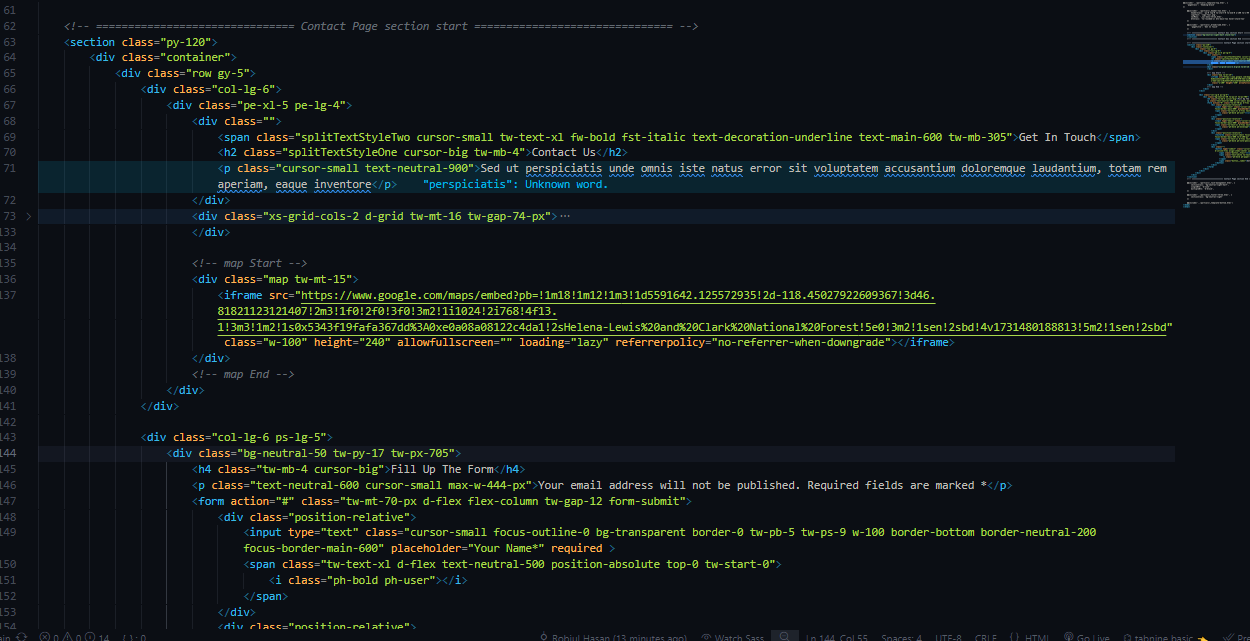 61
62 <!-- =============================== Contact Page section start =============================== -->
63 <section class="py-120">
64 <div class="container">
65 <div class="row gy-5">
66 <div class="col-lg-6">
67 <div class="pe-xl-5 pe-lg-4">
68 <div class="">
69 <span class="splitTextStyleTwo cursor-small tw-text-xl fw-bold fst-italic text-decoration-underline text-main-600 tw-mb-305">Get In Touch</span>
70 <h2 class="splitTextStyleOne cursor-big tw-mb-4">Contact Us</h2>
71 <p class="cursor-small text-neutral-900">Sed ut perspiciatis unde omnis iste natus error sit voluptatem accusantium doloremque laudantium, totam rem
aperiam, eaque inventore</p> "perspiciatis": Unknown word.
72 </div>
73 <div class="xs-grid-cols-2 d-grid tw-mt-16 tw-gap-74-px">···
133 </div>
134
135 <!-- map Start -->
136 <div class="map tw-mt-15">
137 <iframe src="https://www.google.com/maps/embed?pb=!1m18!1m12!1m3!1d5591642.125572935!2d-118.45027922609367!3d46.
81821123121407!2m3!1f0!2f0!3f0!3m2!1i1024!2i768!4f13.
1!3m3!1m2!1s0x5343f19fafa367dd%3A0xe0a08a08122c4da1!2sHelena-Lewis%20and%20Clark%20National%20Forest!5e0!3m2!1sen!2sbd!4v1731480188813!5m2!1sen!2sbd"
class="w-100" height="240" allowfullscreen="" loading="lazy" referrerpolicy="no-referrer-when-downgrade"></iframe>
138 </div>
139 <!-- map End -->
140 </div>
141 </div>
142
143 <div class="col-lg-6 ps-lg-5">
144 <div class="bg-neutral-50 tw-py-17 tw-px-705">
145 <h4 class="tw-mb-4 cursor-big">Fill Up The Form</h4>
146 <p class="text-neutral-600 cursor-small max-w-444-px">Your email address will not be published. Required fields are marked *</p>
147 <form action="#" class="tw-mt-70-px d-flex flex-column tw-gap-12 form-submit">
148 <div class="position-relative">
149 <input type="text" class="cursor-small focus-outline-0 bg-transparent border-0 tw-pb-5 tw-ps-9 w-100 border-bottom border-neutral-200
focus-border-main-600" placeholder="Your Name*" required >
150 <span class="tw-text-xl d-flex text-neutral-500 position-absolute top-0 tw-start-0">
151 <i class="ph-bold ph-user"></i>
152 </span>
153 </div>
154 <div class="position-relative">
0 0 14 Robiul Hasan (13 minutes ago) Watch Sass Ln 144, Col 55 Spaces: 4 UTF-8 CRLF {} HTML Go Live tabnine basic